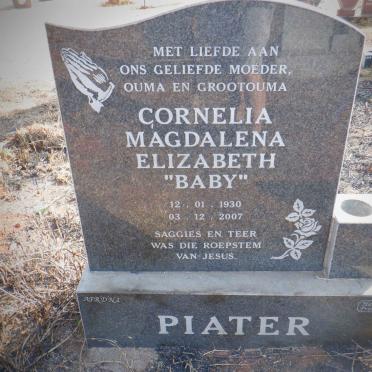 MET LIEFDE AAN
ONS GELIEFDE MOEDER,
OUMA EN GROOTOUMA
CORNELIA
MAGDALENA
ELIZABETH
"BABY"
12 . 01 . 1930
03 . 12 . 2007
SAGGIES EN TEER
WAS DIE ROEPSTEM
VAN JESUS.
PIATER